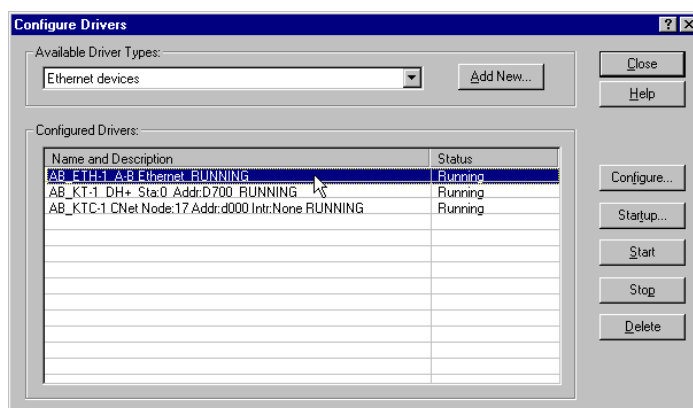 Configure Drivers
Available Driver Types:
Ethernet devices
Add New...
Close
Help
Configured Drivers:
Name and Description Status
AB_ETH-1 A-B Ethernet RUNNING Running
AB_KT-1 DH+ Sta:0 Addr:D700 RUNNING Running
AB_KTC-1 CNet Node:17 Addr:d000 Intr:None RUNNING Running
Configure...
Startup...
Start
Stop
Delete